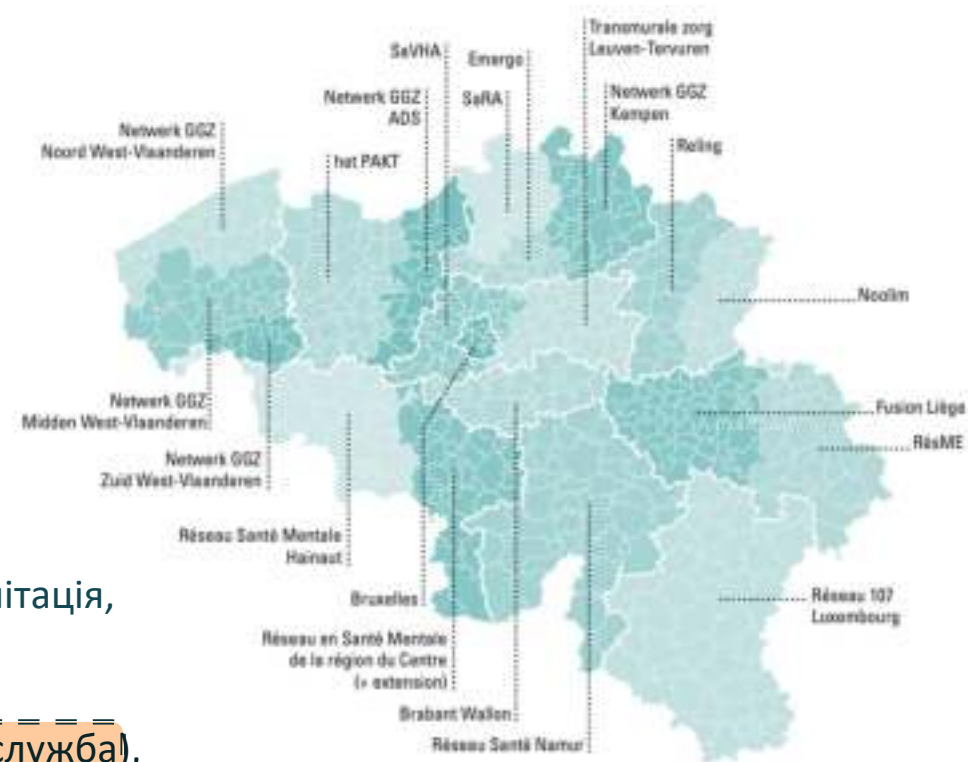 Transmurale zorg
Leuven-Tervuren
SaVHA
Emergo
Netwerk GGZ
ADS
SaRA
Netwerk GGZ
Kempen
Netwerk GGZ
Noord West-Vlaanderen
het PAKT
Reling
Noolim
Netwerk GGZ
Midden West-Vlaanderen
Fusion Liège
RésME
Netwerk GGZ
Zuid West-Vlaanderen
Réseau Santé Mentale
Hainaut
ітація,
Bruxelles
Réseau 107
Luxembourg
Réseau en Santé Mentale
de la région du Centre
(+ extension)
Brabant Wallon
служба).
Réseau Santé Namur